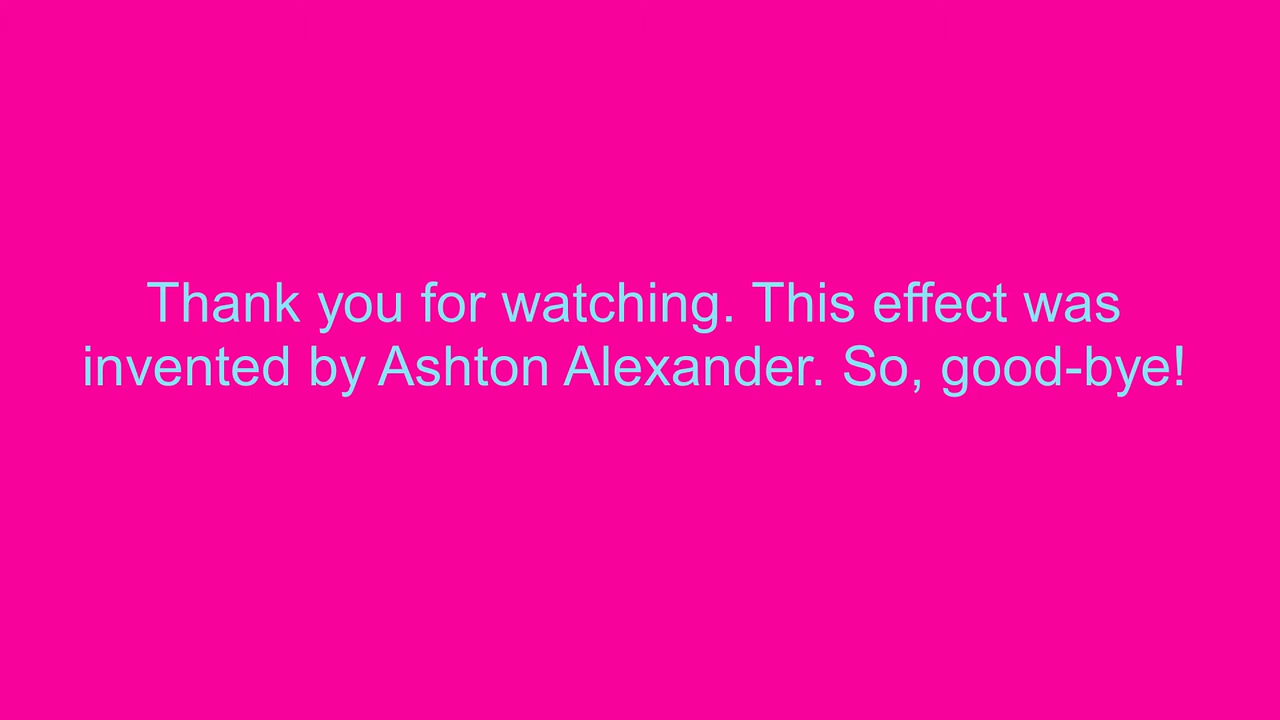 Thank you for watching. This effect was
invented by Ashton Alexander. So, good-bye!